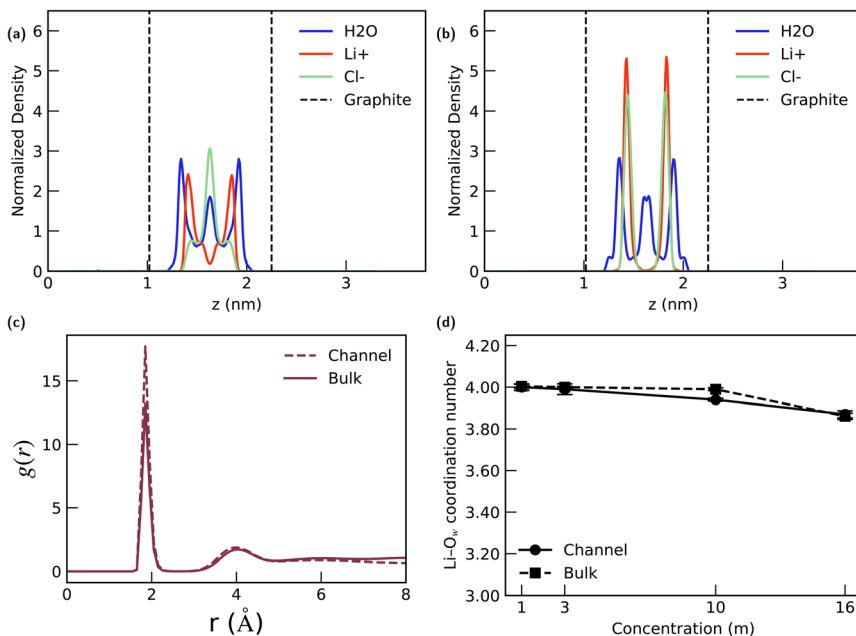 (a)
H2O
Li+
Cl-
Graphite
Normalized Density
6
5
4
3
2
1
0
0 1 2 3
z (nm)
(b)
H2O
Li+
Cl-
Graphite
Normalized Density
6
5
4
3
2
1
0
0 1 2 3
z (nm)
(c)
Channel
Bulk
g(r)
15
10
5
0
0 2 4 6 8
r (Å)
(d)
Li–Ow coordination number
4.20
4.00
3.80
3.60
3.40
3.20
3.00
Channel
Bulk
1 3 10 16
Concentration (m)